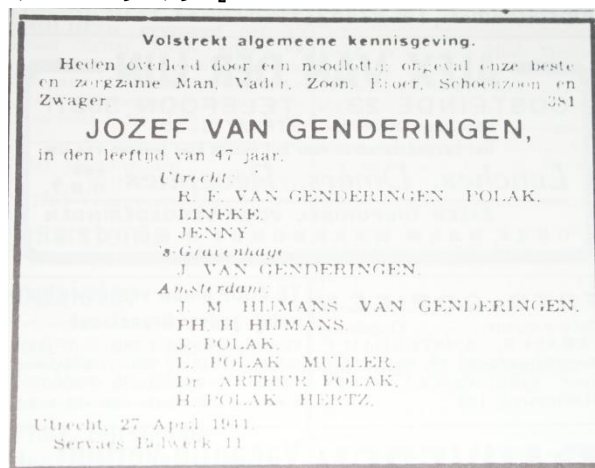 Volstrekt algemeene kennisgeving.
Heden overleed door een noodlottig ongeval onze beste
en zorgzame Man, Vader, Zoon, Broer, Schoonzoon en
Zwager, 381
JOZEF VAN GENDERINGEN,
in den leeftijd van 47 jaar.
Utrecht
R. F. VAN GENDERINGEN POLAK.
LINEKE.
JENNY
's-Gravenhage
J. VAN GENDERINGEN.
Amsterdam:
J. M. HIJMANS VAN GENDERINGEN.
PH. H. HIJMANS.
J. POLAK.
L. POLAK MULLER.
Dr ARTHUR POLAK.
H. POLAK HERTZ.
Utrecht, 27 April 1941.
Servaes Bolwerk 11